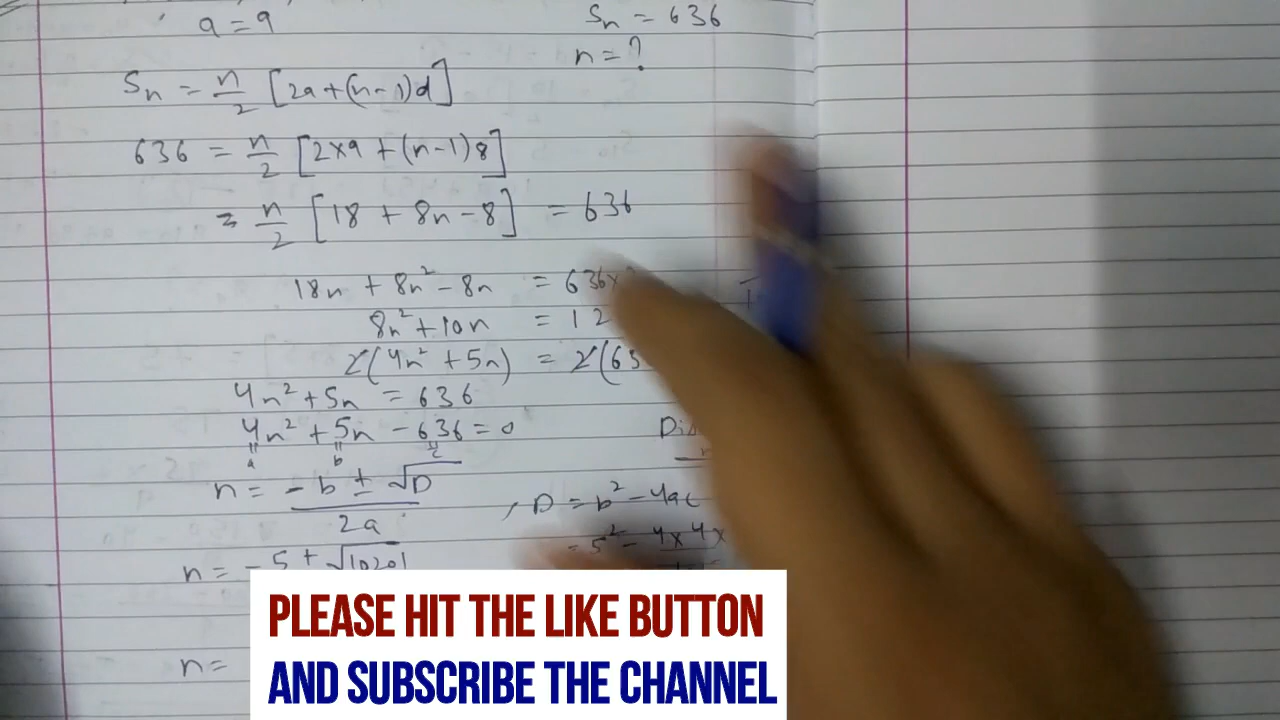 a = 9
Sn = 636
n = ?
Sn = n/2 [2a+(n-1)d]
636 = n/2 [2×9 + (n-1)8]
= n/2 [18 + 8n - 8] = 636
18n + 8n² - 8n = 636×
8n² + 10n = 12
2(4n² + 5n) = 2(63
4n² + 5n = 636
4n² + 5n - 636 = 0
a b c
n = -b ± √D / 2a , D = b² - 4ac
= 5² - 4×4×
n = -5 ± √10201
n =
PLEASE HIT THE LIKE BUTTON
AND SUBSCRIBE THE CHANNEL